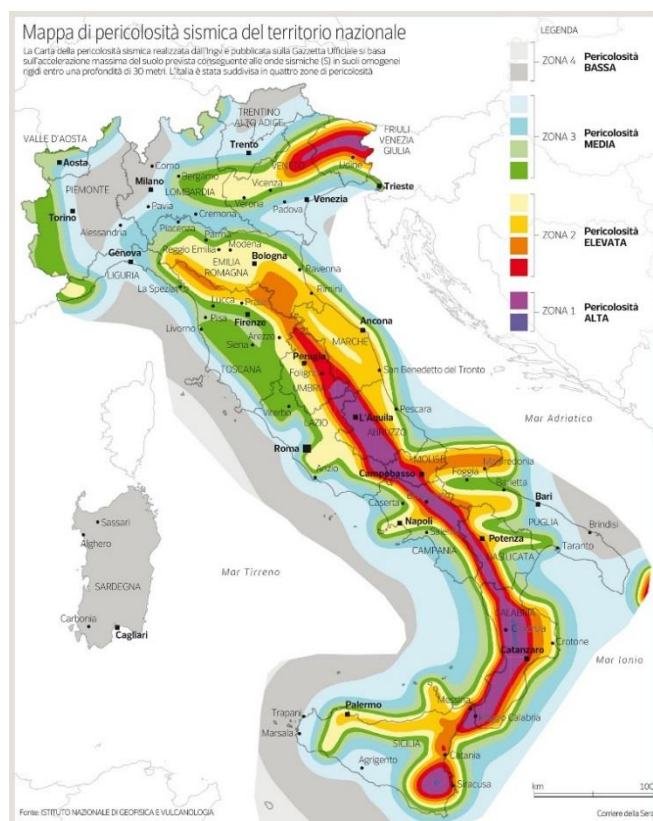 Mappa di pericolosità sismica del territorio nazionale
La Carta della pericolosità sismica realizzata dall'Ingv e pubblicata sulla Gazzetta Ufficiale si basa
sull'accelerazione massima del suolo prevista conseguente alle onde sismiche (S) in suoli omogenei
rigidi entro una profondità di 30 metri. L'Italia è stata suddivisa in quattro zone di pericolosità
LEGENDA
ZONA 4
Pericolosità
BASSA
ZONA 3
Pericolosità
MEDIA
ZONA 2
Pericolosità
ELEVATA
ZONA 1
Pericolosità
ALTA
TRENTINO
ALTO ADIGE
VALLE D'AOSTA
FRIULI
VENEZIA
GIULIA
Trento
Aosta
Como
VENETO
Udine
Bergamo
PIEMONTE
Milano
LOMBARDIA
Vicenza
Trieste
Verona
Venezia
Torino
Pavia
Cremona
Padova
Alessandria
Piacenza
Parma
Modena
Genova
Reggio Emilia
EMILIA
ROMAGNA
Bologna
LIGURIA
Ravenna
La Spezia
Rimini
Lucca
Pisa
Firenze
Livorno
Arezzo
Ancona
MARCHE
Siena
Perugia
TOSCANA
Foligno
San Benedetto del Tronto
UMBRIA
Viterbo
L'Aquila
Pescara
LAZIO
ABRUZZO
Mar Adriatico
Roma
MOLISE
Anzio
Campobasso
Manfredonia
Foggia
Barletta
Caserta
Bari
Sassari
Napoli
PUGLIA
Alghero
Potenza
Brindisi
CAMPANIA
BASILICATA
Taranto
SARDEGNA
Mar Tirreno
CALABRIA
Carbonia
Cagliari
Crotone
Catanzaro
Mar Ionio
Messina
Palermo
Reggio Calabria
Trapani
Marsala
SICILIA
Catania
Agrigento
Siracusa
km
100
Fonte: ISTITUTO NAZIONALE DI GEOFISICA E VULCANOLOGIA
Corriere della Sera